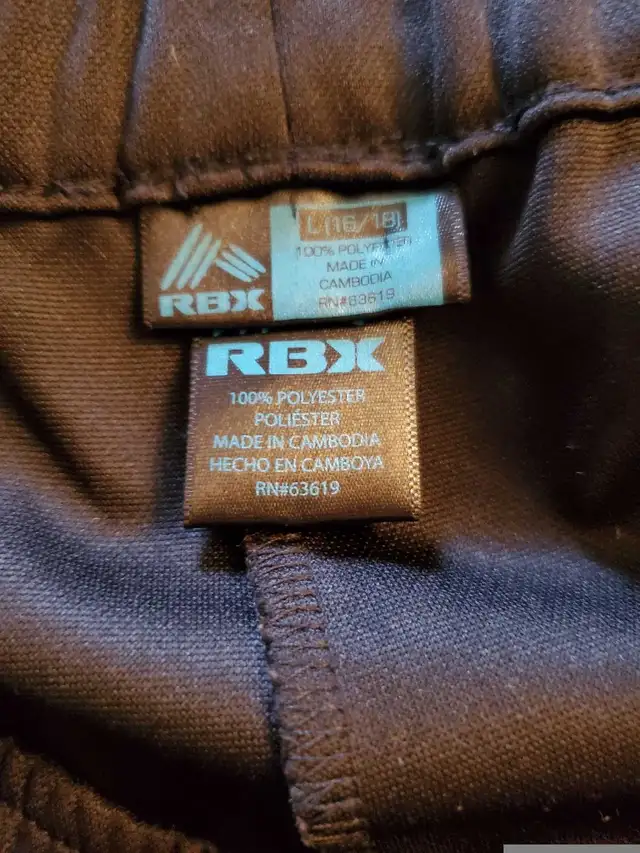 RBX
L(16/18)
100% POLYESTER
MADE IN
CAMBODIA
RN#63619
RBX
100% POLYESTER
POLIÉSTER
MADE IN CAMBODIA
HECHO EN CAMBOYA
RN#63619